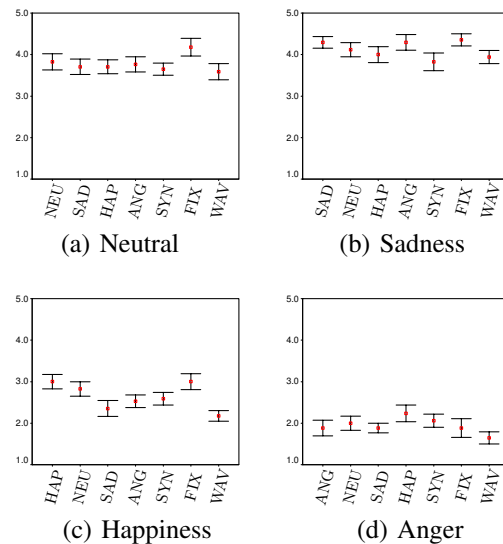 5.0 5.0
4.0 4.0
3.0 3.0
2.0 2.0
1.0 1.0
NEU SAD HAP ANG SYN FIX WAV SAD NEU HAP ANG SYN FIX WAV
(a) Neutral (b) Sadness
5.0 5.0
4.0 4.0
3.0 3.0
2.0 2.0
1.0 1.0
HAP NEU SAD ANG SYN FIX WAV ANG NEU SAD HAP SYN FIX WAV
(c) Happiness (d) Anger